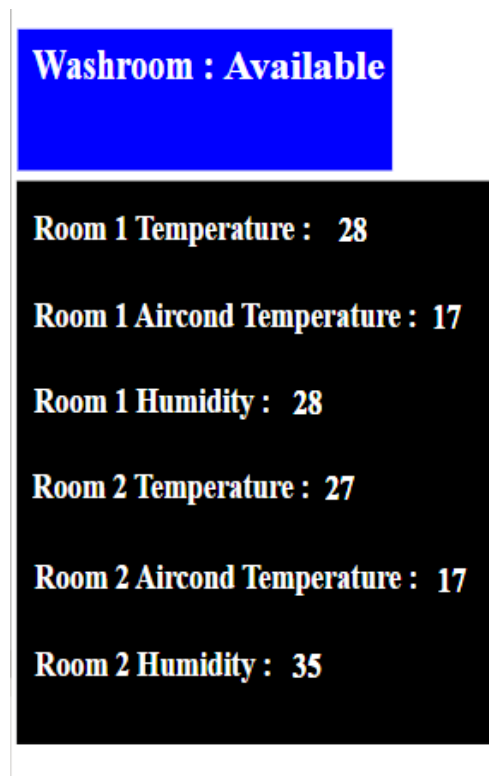 Washroom : Available
Room 1 Temperature : 28
Room 1 Aircond Temperature : 17
Room 1 Humidity : 28
Room 2 Temperature : 27
Room 2 Aircond Temperature : 17
Room 2 Humidity : 35